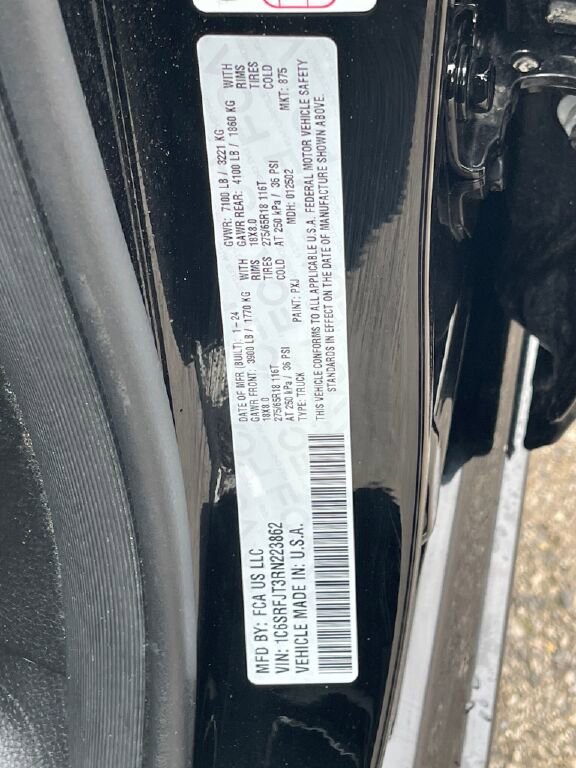 MFD BY: FCA US LLC
VIN: 1C6SRFJT3RN223862
VEHICLE MADE IN: U.S.A.
DATE OF MFR (BUILT): 1-24
GVWR: 7100 LB / 3221 KG
GAWR FRONT: 3900 LB / 1770 KG WITH
GAWR REAR: 4100 LB / 1860 KG WITH
18X8.0 RIMS
18X8.0 RIMS
275/65R18 116T TIRES
275/65R18 116T TIRES
AT 250 kPa / 36 PSI COLD
AT 250 kPa / 36 PSI COLD
TYPE: TRUCK PAINT: PXJ MDH: 012502 MKT: 875
THIS VEHICLE CONFORMS TO ALL APPLICABLE U.S.A. FEDERAL MOTOR VEHICLE SAFETY
STANDARDS IN EFFECT ON THE DATE OF MANUFACTURE SHOWN ABOVE.